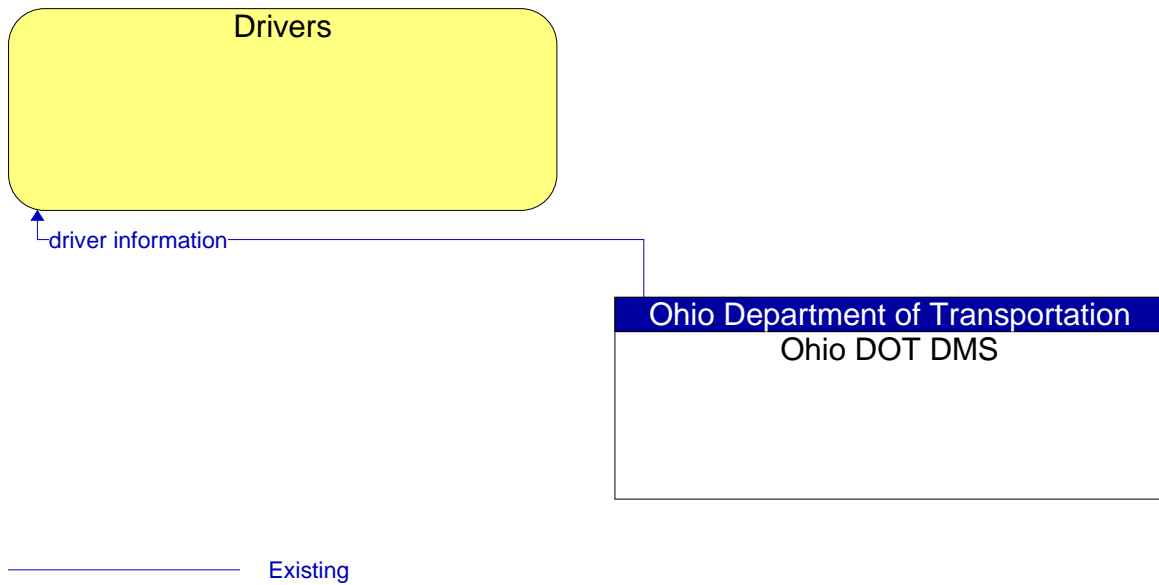 Drivers
driver information
Ohio Department of Transportation
Ohio DOT DMS
Existing